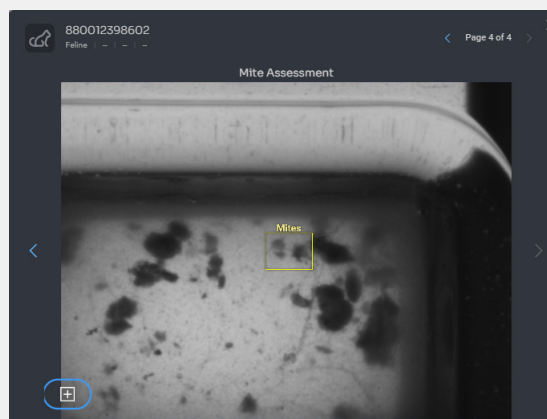 880012398602
Feline | – | – | –
Page 4 of 4
Mite Assessment
Mites